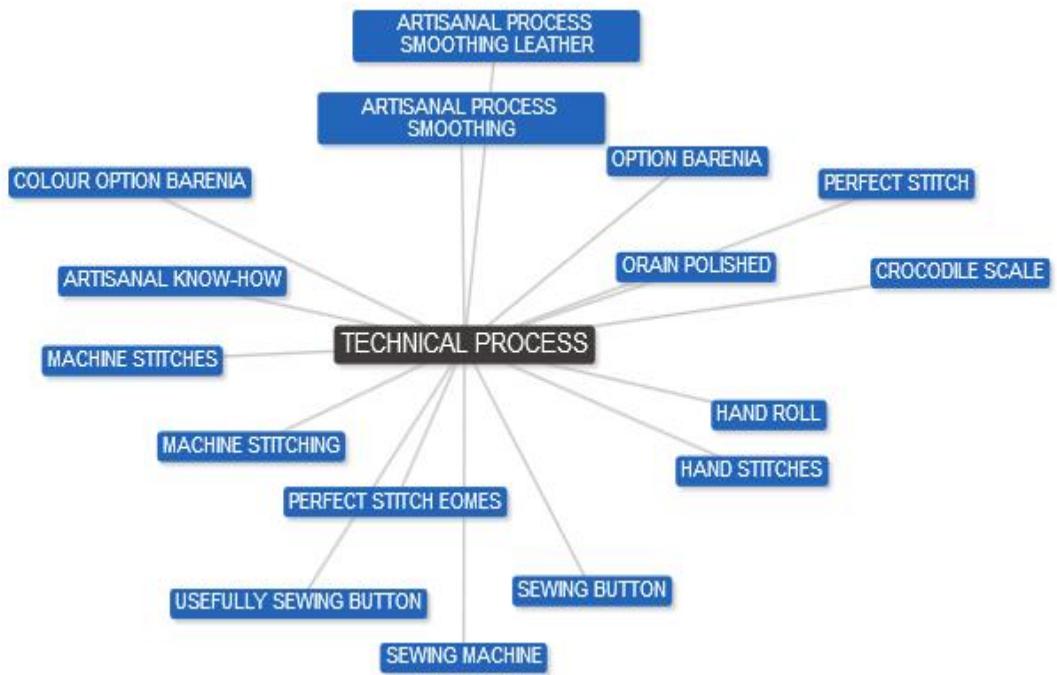 ARTISANAL PROCESS
SMOOTHING LEATHER
ARTISANAL PROCESS
SMOOTHING
OPTION BARENIA
COLOUR OPTION BARENIA
PERFECT STITCH
ORAIN POLISHED
CROCODILE SCALE
ARTISANAL KNOW-HOW
TECHNICAL PROCESS
MACHINE STITCHES
HAND ROLL
MACHINE STITCHING
HAND STITCHES
PERFECT STITCH EOMES
SEWING BUTTON
USEFULLY SEWING BUTTON
SEWING MACHINE